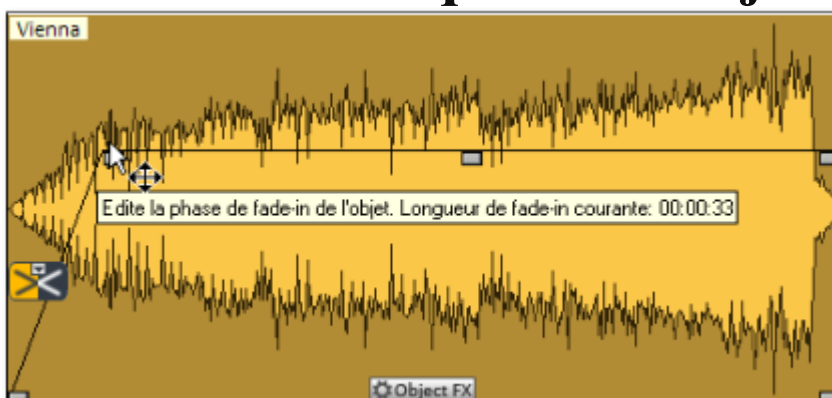 Vienna
Edite la phase de fade-in de l'objet. Longueur de fade-in courante: 00:00:33
Object FX